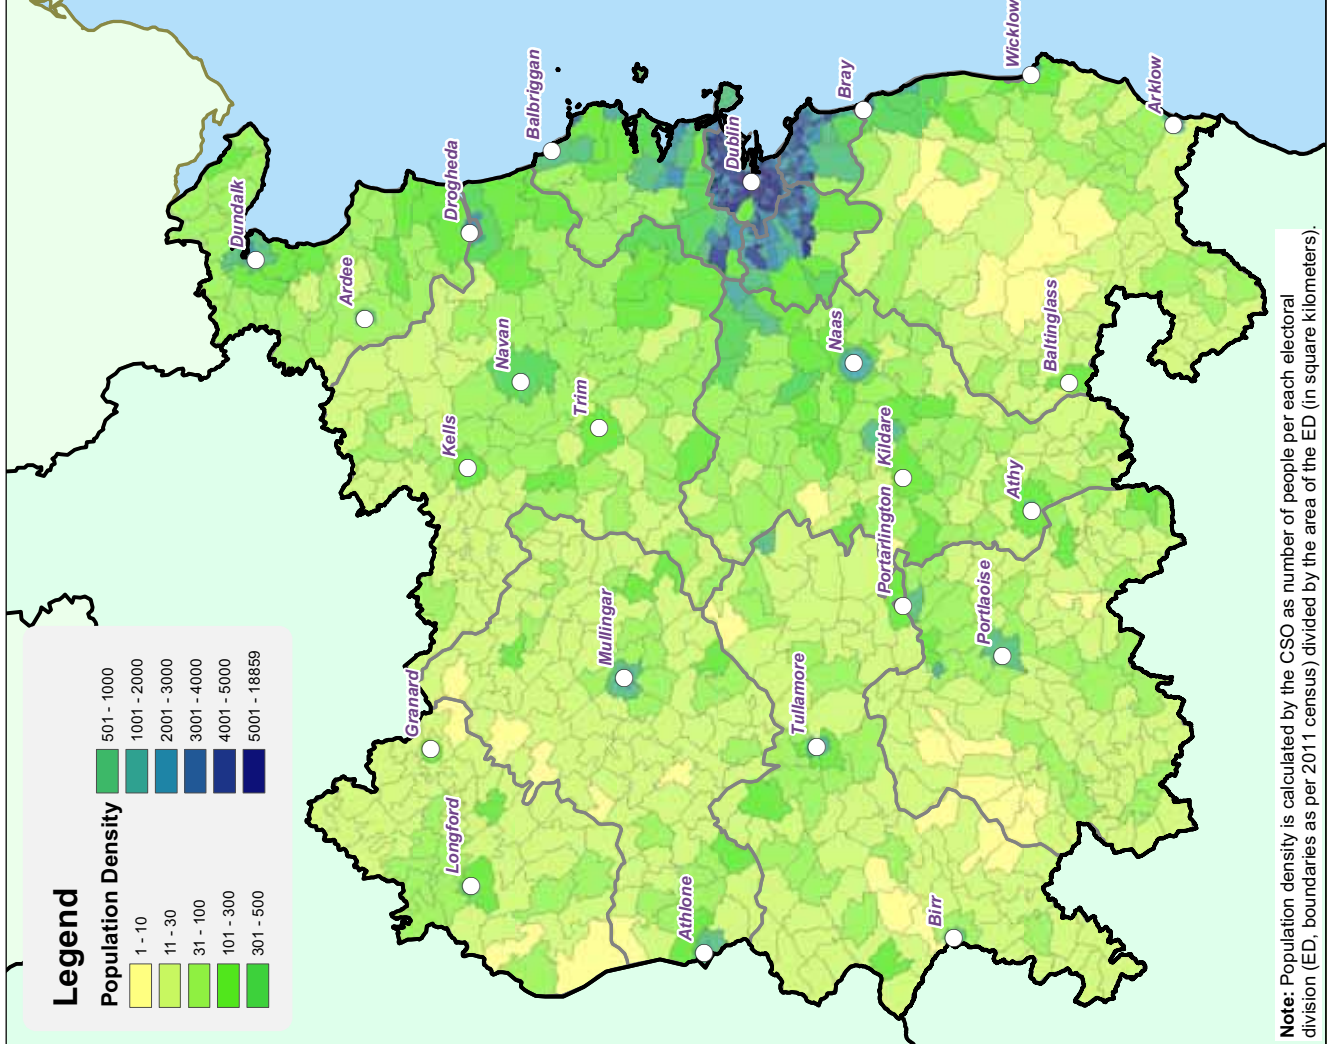 Legend
Population Density
1 - 10
11 - 30
31 - 100
101 - 300
301 - 500
501 - 1000
1001 - 2000
2001 - 3000
3001 - 4000
4001 - 5000
5001 - 18859
Dundalk
Ardee
Drogheda
Balbriggan
Navan
Kells
Trim
Dublin
Bray
Wicklow
Arklow
Naas
Baltinglass
Kildare
Athy
Portarlington
Portlaoise
Mullingar
Tullamore
Granard
Longford
Athlone
Birr
Note: Population density is calculated by the CSO as number of people per each electoral
division (ED, boundaries as per 2011 census) divided by the area of the ED (in square kilometers).